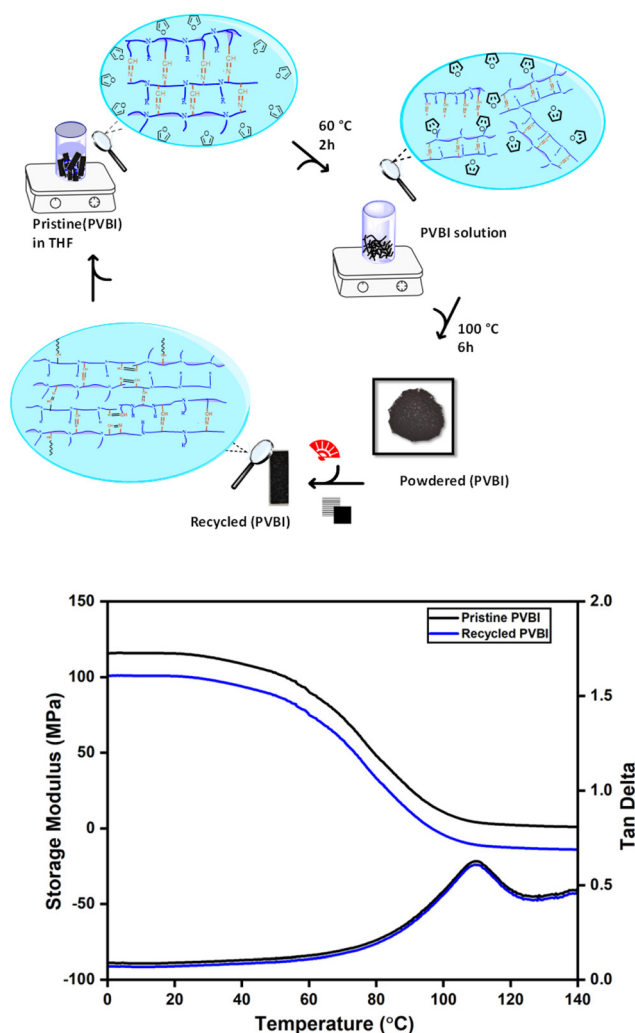 60 °C
2h
Pristine(PVBI)
in THF
PVBI solution
100 °C
6h
Powdered (PVBI)
Recycled (PVBI)
150
100
50
0
-50
-100
2.0
1.5
1.0
0.5
0.0
Pristine PVBI
Recycled PVBI
Storage Modulus (MPa)
Tan Delta
0 20 40 60 80 100 120 140
Temperature (°C)